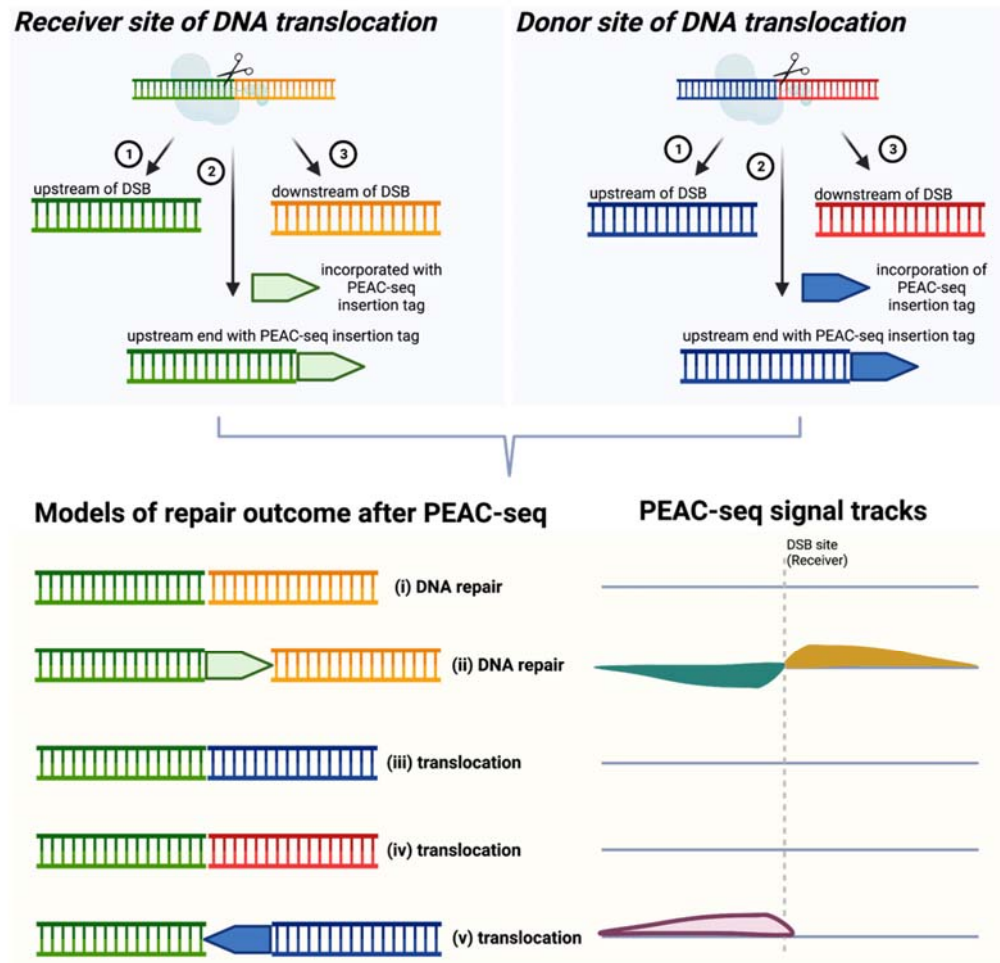 Receiver site of DNA translocation
1
2
3
upstream of DSB
downstream of DSB
incorporated with
PEAC-seq
insertion tag
upstream end with PEAC-seq insertion tag
Donor site of DNA translocation
1
2
3
upstream of DSB
downstream of DSB
incorporation of
PEAC-seq
insertion tag
upstream end with PEAC-seq insertion tag
Models of repair outcome after PEAC-seq
PEAC-seq signal tracks
DSB site
(Receiver)
(i) DNA repair
(ii) DNA repair
(iii) translocation
(iv) translocation
(v) translocation